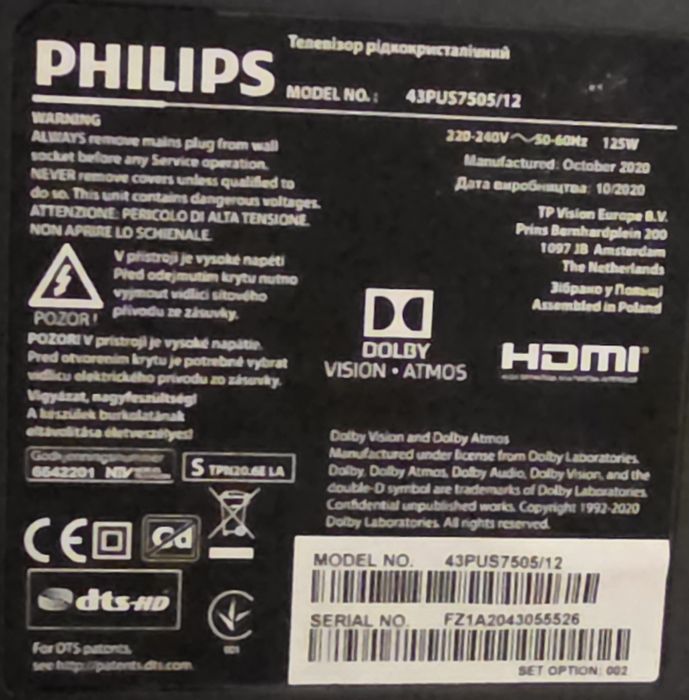 PHILIPS
Телевізор рідкокристалічний
MODEL NO.: 43PUS7505/12
WARNING
ALWAYS remove mains plug from wall
socket before any Service operation.
NEVER remove covers unless qualified to
do so. This unit contains dangerous voltages.
ATTENZIONE: PERICOLO DI ALTA TENSIONE.
NON APRIRE LO SCHIENALE.
220-240V~50-60Hz 125W
Manufactured: October 2020
Дата виробництва: 10/2020
TP Vision Europe B.V.
Prins Bernhardplein 200
1097 JB Amsterdam
The Netherlands
Зібрано у Польщі
Assembled in Poland
V přístroji je vysoké napětí
Před odejmutím krytu nutno
vyjmout vidlici síťového
přívodu ze zásuvky.
POZOR!
POZOR! V prístroji je vysoké napätie.
Pred otvorením krytu je potrebné vybrat
vidlicu elektrického prívodu zo zásuvky.
Vigyázat, nagyfeszültség!
A készülék burkolatának
eltávolítása életveszélyes!
DOLBY
VISION • ATMOS
HDMI
6642201
S TPN20.6E LA
Dolby Vision and Dolby Atmos
Manufactured under license from Dolby Laboratories.
Dolby, Dolby Atmos, Dolby Audio, Dolby Vision, and the
double-D symbol are trademarks of Dolby Laboratories.
Confidential unpublished works. Copyright 1992-2020
Dolby Laboratories. All rights reserved.
CE
Cd
dts-HD
001
For DTS patents,
see http://patents.dts.com
MODEL NO. 43PUS7505/12
SERIAL NO. FZ1A2043055526
SET OPTION: 002